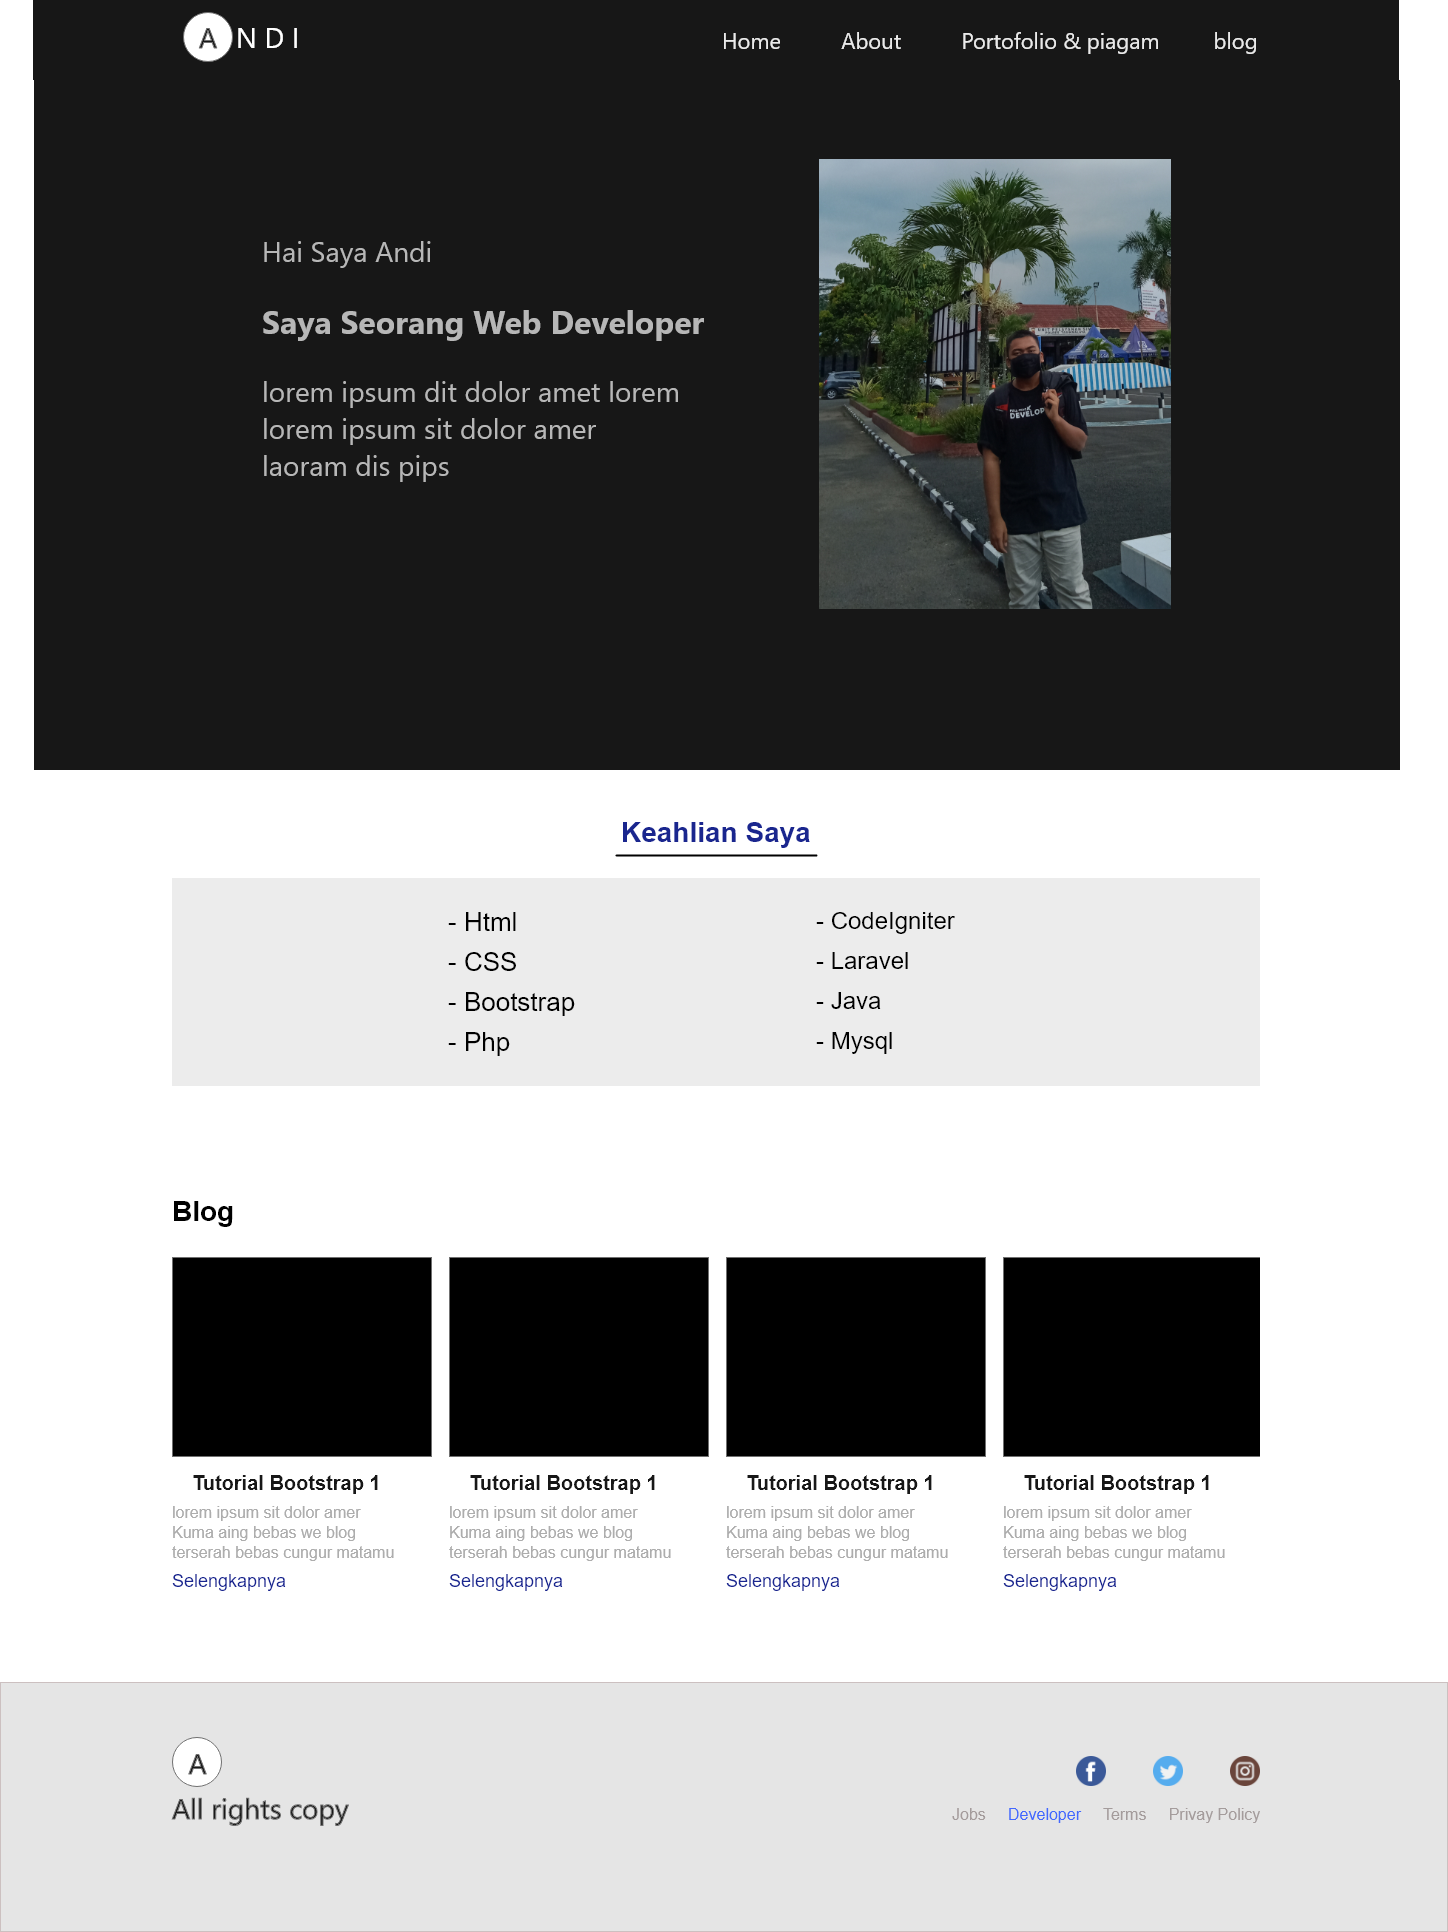 A N D I
Home About Portofolio & piagam blog
Hai Saya Andi
Saya Seorang Web Developer
lorem ipsum dit dolor amet lorem
lorem ipsum sit dolor amer
laoram dis pips
DEVELOP
Keahlian Saya
- Html
- CSS
- Bootstrap
- Php
- CodeIgniter
- Laravel
- Java
- Mysql
Blog
Tutorial Bootstrap 1
lorem ipsum sit dolor amer
Kuma aing bebas we blog
terserah bebas cungur matamu
Selengkapnya
Tutorial Bootstrap 1
lorem ipsum sit dolor amer
Kuma aing bebas we blog
terserah bebas cungur matamu
Selengkapnya
Tutorial Bootstrap 1
lorem ipsum sit dolor amer
Kuma aing bebas we blog
terserah bebas cungur matamu
Selengkapnya
Tutorial Bootstrap 1
lorem ipsum sit dolor amer
Kuma aing bebas we blog
terserah bebas cungur matamu
Selengkapnya
A
All rights copy
Jobs Developer Terms Privay Policy